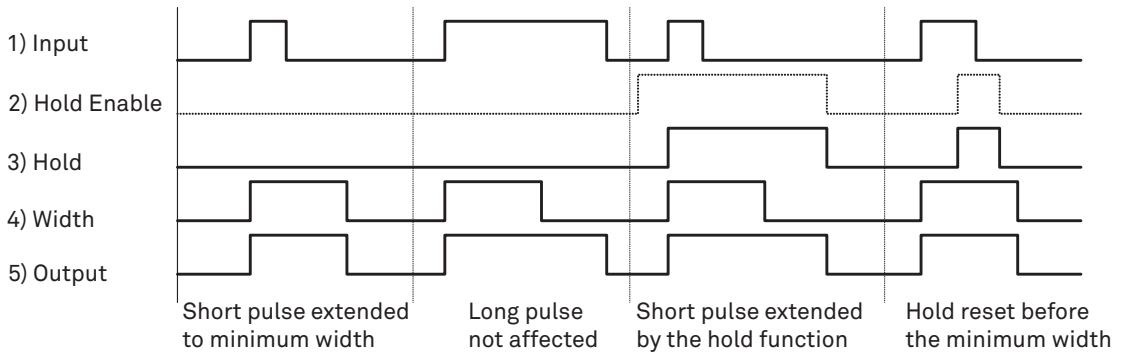 1) Input
2) Hold Enable
3) Hold
4) Width
5) Output
Short pulse extended
to minimum width
Long pulse
not affected
Short pulse extended
by the hold function
Hold reset before
the minimum width